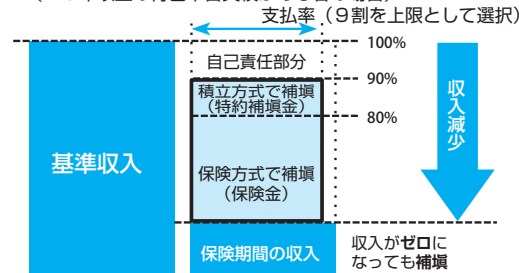 支払率（９割を上限として選択）
100%
自己責任部分
90%
積立方式で補塡
（特約補塡金）
80%
収入減少
基準収入
保険方式で補塡
（保険金）
保険期間の収入
収入がゼロに
なっても補塡